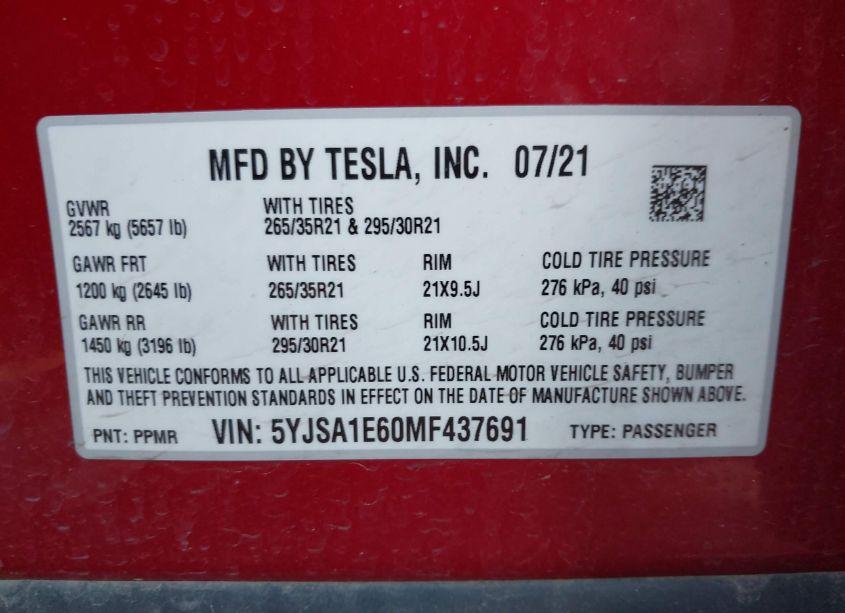 MFD BY TESLA, INC. 07/21
GVWR WITH TIRES
2567 kg (5657 lb) 265/35R21 & 295/30R21
GAWR FRT WITH TIRES RIM COLD TIRE PRESSURE
1200 kg (2645 lb) 265/35R21 21X9.5J 276 kPa, 40 psi
GAWR RR WITH TIRES RIM COLD TIRE PRESSURE
1450 kg (3196 lb) 295/30R21 21X10.5J 276 kPa, 40 psi
THIS VEHICLE CONFORMS TO ALL APPLICABLE U.S. FEDERAL MOTOR VEHICLE SAFETY, BUMPER
AND THEFT PREVENTION STANDARDS IN EFFECT ON THE DATE OF MANUFACTURE SHOWN ABOVE.
PNT: PPMR VIN: 5YJSA1E60MF437691 TYPE: PASSENGER